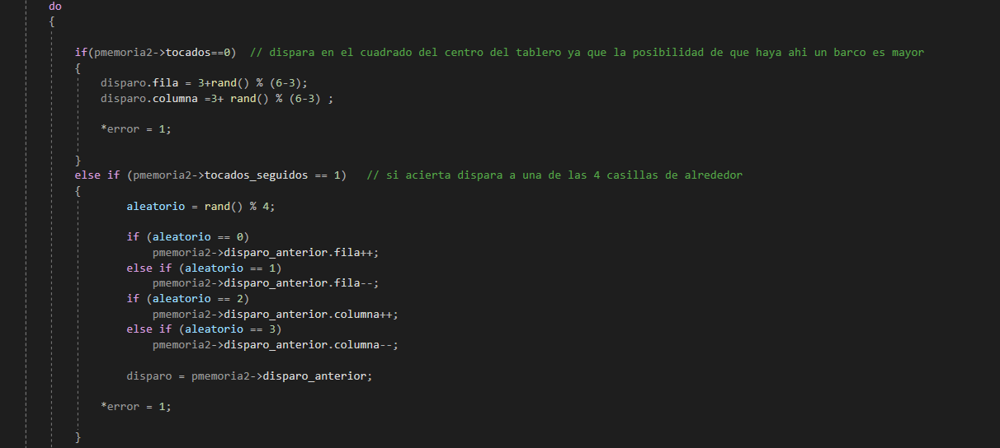 do
{
if(pmemoria2->tocados==0)  // dispara en el cuadrado del centro del tablero ya que la posibilidad de que haya ahi un barco es mayor
{
disparo.fila = 3+rand() % (6-3);
disparo.columna =3+ rand() % (6-3) ;
*error = 1;
}
else if (pmemoria2->tocados_seguidos == 1)   // si acierta dispara a una de las 4 casillas de alrededor
{
aleatorio = rand() % 4;
if (aleatorio == 0)
pmemoria2->disparo_anterior.fila++;
else if (aleatorio == 1)
pmemoria2->disparo_anterior.fila--;
if (aleatorio == 2)
pmemoria2->disparo_anterior.columna++;
else if (aleatorio == 3)
pmemoria2->disparo_anterior.columna--;
disparo = pmemoria2->disparo_anterior;
*error = 1;
}